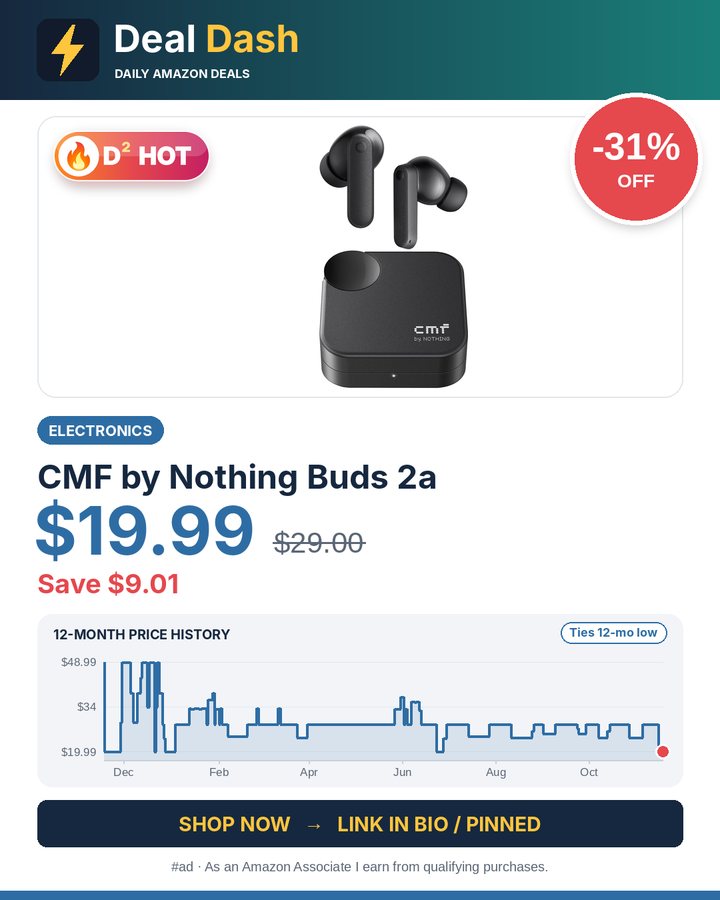 Deal Dash
DAILY AMAZON DEALS
D² HOT
-31%
OFF
cmf
by NOTHING
ELECTRONICS
CMF by Nothing Buds 2a
$19.99 $29.00
Save $9.01
12-MONTH PRICE HISTORY
Ties 12-mo low
$48.99
$34
$19.99
Dec Feb Apr Jun Aug Oct
SHOP NOW → LINK IN BIO / PINNED
#ad · As an Amazon Associate I earn from qualifying purchases.